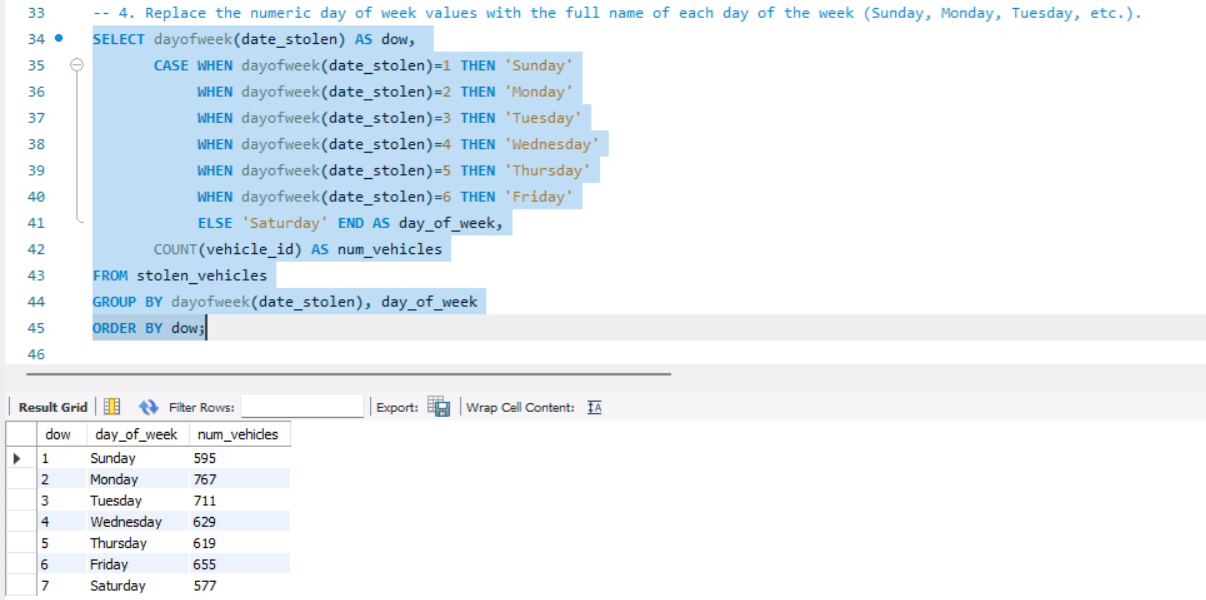 33 -- 4. Replace the numeric day of week values with the full name of each day of the week (Sunday, Monday, Tuesday, etc.).
34 SELECT dayofweek(date_stolen) AS dow,
35 CASE WHEN dayofweek(date_stolen)=1 THEN 'Sunday'
36 WHEN dayofweek(date_stolen)=2 THEN 'Monday'
37 WHEN dayofweek(date_stolen)=3 THEN 'Tuesday'
38 WHEN dayofweek(date_stolen)=4 THEN 'Wednesday'
39 WHEN dayofweek(date_stolen)=5 THEN 'Thursday'
40 WHEN dayofweek(date_stolen)=6 THEN 'Friday'
41 ELSE 'Saturday' END AS day_of_week,
42 COUNT(vehicle_id) AS num_vehicles
43 FROM stolen_vehicles
44 GROUP BY dayofweek(date_stolen), day_of_week
45 ORDER BY dow;
46
Result Grid Filter Rows: Export: Wrap Cell Content: IA
dow day_of_week num_vehicles
1 Sunday 595
2 Monday 767
3 Tuesday 711
4 Wednesday 629
5 Thursday 619
6 Friday 655
7 Saturday 577